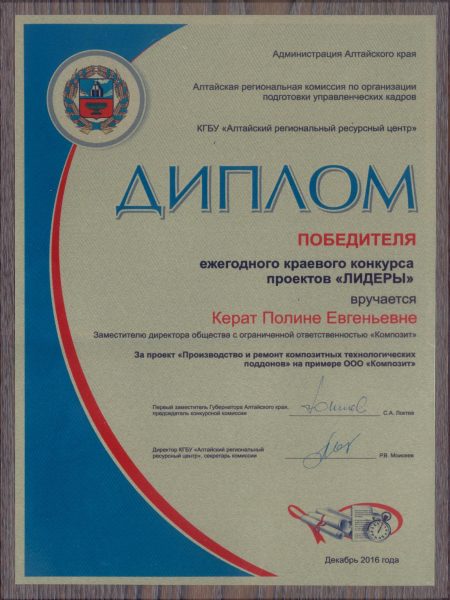 Администрация Алтайского края
Алтайская региональная комиссия по организации
подготовки управленческих кадров
КГБУ «Алтайский региональный ресурсный центр»
ДИПЛОМ
ПОБЕДИТЕЛЯ
ежегодного краевого конкурса
проектов «ЛИДЕРЫ»
вручается
Керат Полине Евгеньевне
Заместителю директора общества с ограниченной ответственностью «Композит»
За проект «Производство и ремонт композитных технологических
поддонов» на примере ООО «Композит»
Первый заместитель Губернатора Алтайского края,
председатель конкурсной комиссии
С.А. Локтев
Директор КГБУ «Алтайский региональный
ресурсный центр», секретарь комиссии
Р.В. Моисеев
Декабрь 2016 года